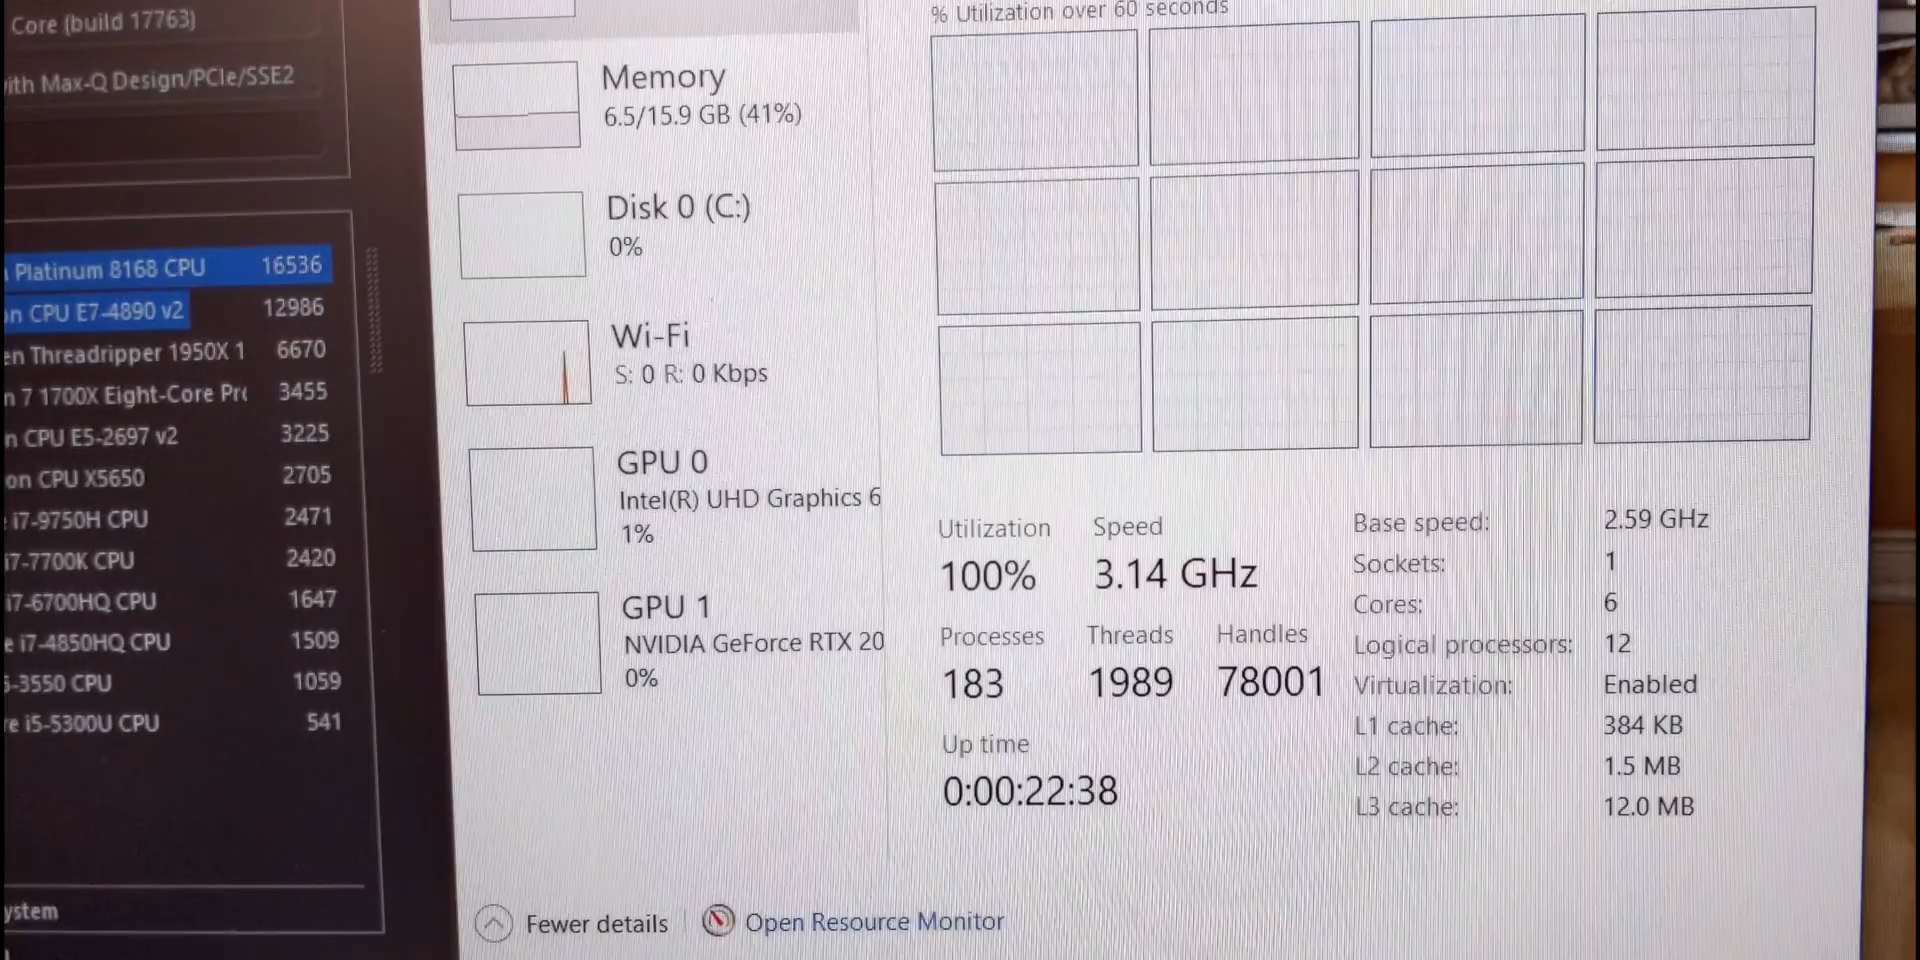 Core (build 17763)
ith Max-Q Design/PCIe/SSE2
Platinum 8168 CPU 16536
on CPU E7-4890 v2 12986
en Threadripper 1950X 1 6670
n 7 1700X Eight-Core Pro 3455
n CPU E5-2697 v2 3225
on CPU X5650 2705
i7-9750H CPU 2471
i7-7700K CPU 2420
i7-6700HQ CPU 1647
e i7-4850HQ CPU 1509
5-3550 CPU 1059
re i5-5300U CPU 541
ystem
Memory
6.5/15.9 GB (41%)
Disk 0 (C:)
0%
Wi-Fi
S: 0 R: 0 Kbps
GPU 0
Intel(R) UHD Graphics 6
1%
GPU 1
NVIDIA GeForce RTX 20
0%
% Utilization over 60 seconds
Utilization Speed
100% 3.14 GHz
Processes Threads Handles
183 1989 78001
Up time
0:00:22:38
Base speed: 2.59 GHz
Sockets: 1
Cores: 6
Logical processors: 12
Virtualization: Enabled
L1 cache: 384 KB
L2 cache: 1.5 MB
L3 cache: 12.0 MB
Fewer details
Open Resource Monitor